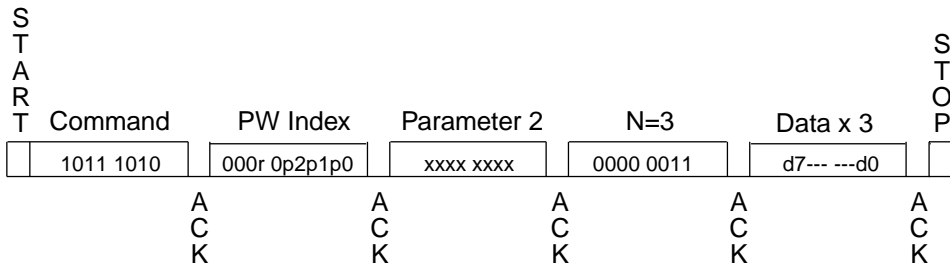 START
Command PW Index Parameter 2 N=3 Data x 3
STOP
1011 1010 000r 0p2p1p0 xxxx xxxx 0000 0011 d7--- ---d0
ACK ACK ACK ACK ACK